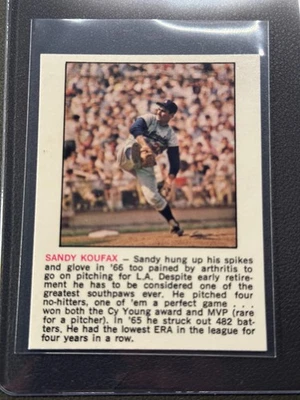 SANDY KOUFAX — Sandy hung up his spikes
and glove in '66 too pained by arthritis to
go on pitching for L.A. Despite early retire-
ment he has to be considered one of the
greatest southpaws ever. He pitched four
no-hitters, one of 'em a perfect game . . .
won both the Cy Young award and MVP (rare
for a pitcher). In '65 he struck out 482 bat-
ters. He had the lowest ERA in the league for
four years in a row.